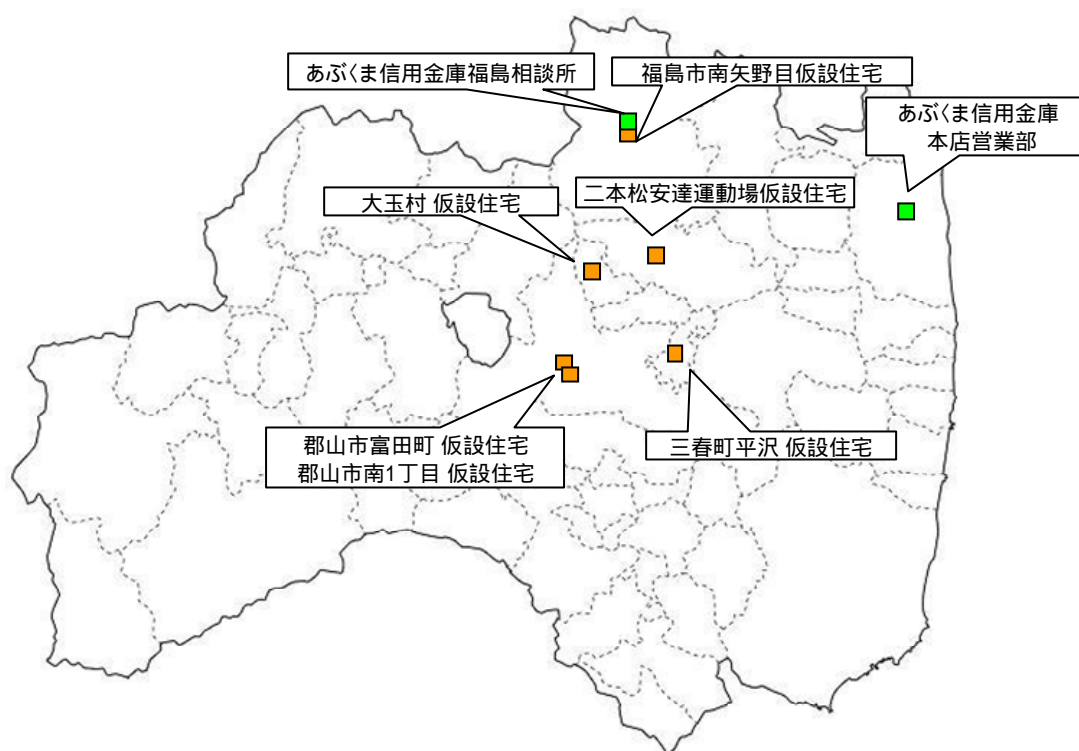 あぶくま信用金庫福島相談所
福島市南矢野目仮設住宅
あぶくま信用金庫
本店営業部
大玉村 仮設住宅
二本松安達運動場仮設住宅
郡山市富田町 仮設住宅
郡山市南1丁目 仮設住宅
三春町平沢 仮設住宅